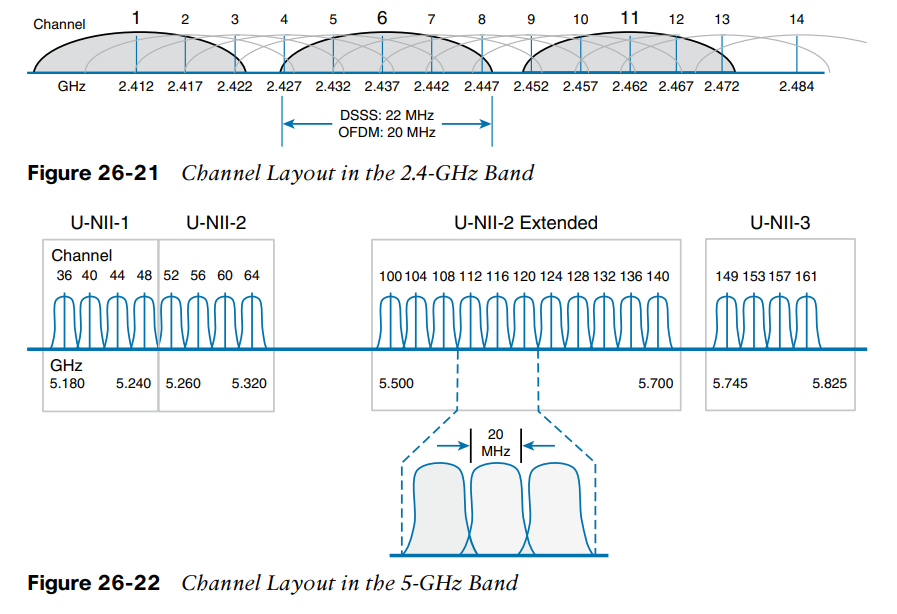 Channel 1 2 3 4 5 6 7 8 9 10 11 12 13 14
GHz 2.412 2.417 2.422 2.427 2.432 2.437 2.442 2.447 2.452 2.457 2.462 2.467 2.472 2.484
DSSS: 22 MHz
OFDM: 20 MHz
Figure 26-21 Channel Layout in the 2.4-GHz Band
U-NII-1 U-NII-2 U-NII-2 Extended U-NII-3
Channel
36 40 44 48 52 56 60 64 100 104 108 112 116 120 124 128 132 136 140 149 153 157 161
GHz
5.180 5.240 5.260 5.320 5.500 5.700 5.745 5.825
20
MHz
Figure 26-22 Channel Layout in the 5-GHz Band